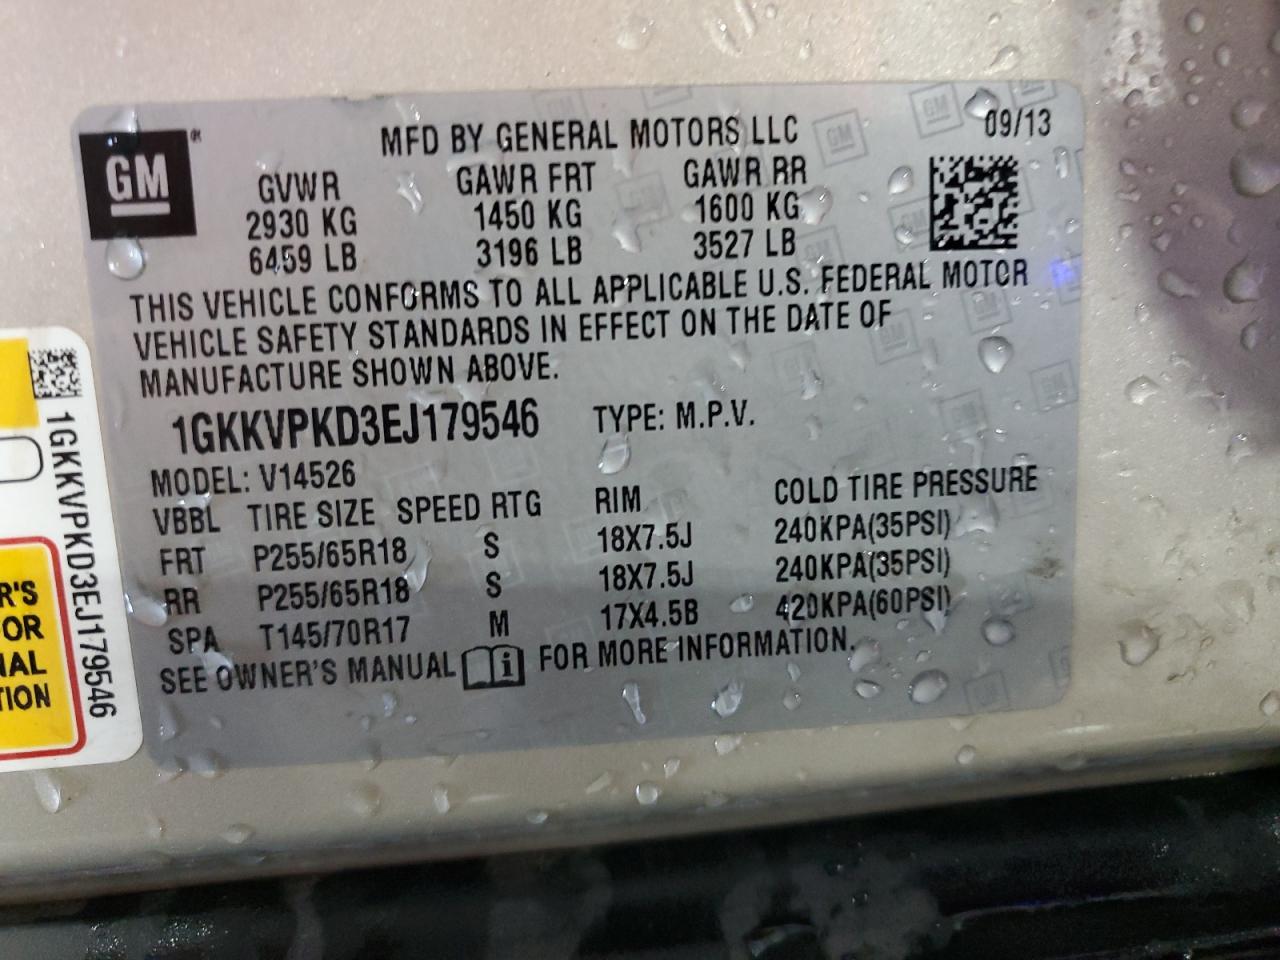 GM ®
MFD BY GENERAL MOTORS LLC 09/13
GVWR GAWR FRT GAWR RR
2930 KG 1450 KG 1600 KG
6459 LB 3196 LB 3527 LB
THIS VEHICLE CONFORMS TO ALL APPLICABLE U.S. FEDERAL MOTOR
VEHICLE SAFETY STANDARDS IN EFFECT ON THE DATE OF
MANUFACTURE SHOWN ABOVE.
1GKKVPKD3EJ179546 TYPE: M.P.V.
MODEL: V14526
VBBL TIRE SIZE SPEED RTG RIM COLD TIRE PRESSURE
FRT P255/65R18 S 18X7.5J 240KPA(35PSI)
RR P255/65R18 S 18X7.5J 240KPA(35PSI)
SPA T145/70R17 M 17X4.5B 420KPA(60PSI)
SEE OWNER'S MANUAL i FOR MORE INFORMATION.
1GKKVPKD3EJ179546
R'S
OR
NAL
TION